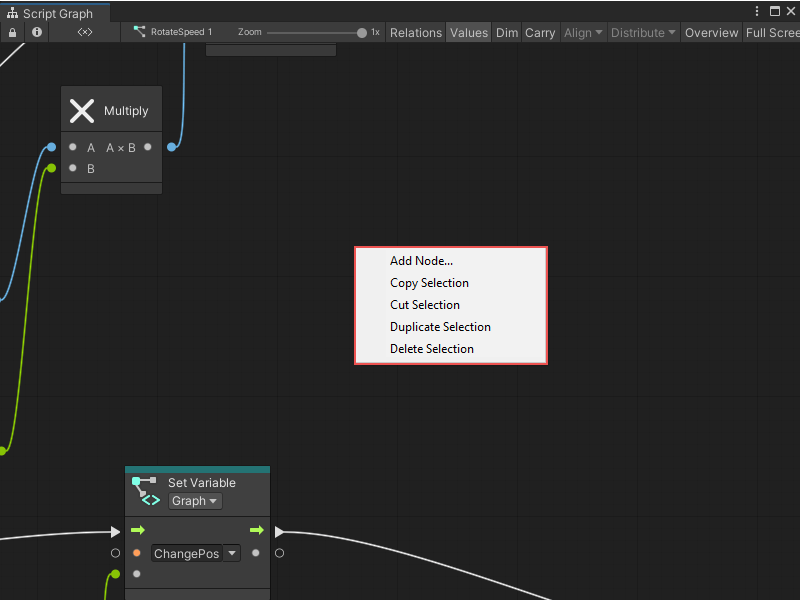 Script Graph
RotateSpeed 1 Zoom 1x Relations Values Dim Carry Align Distribute Overview Full Scree
Multiply
A A × B
B
Add Node...
Copy Selection
Cut Selection
Duplicate Selection
Delete Selection
Set Variable
Graph
ChangePos